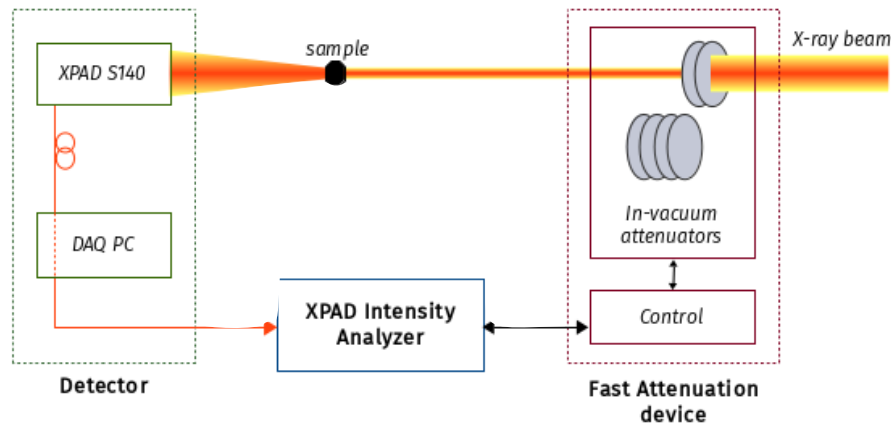 XPAD S140
sample
X-ray beam
In-vacuum
attenuators
DAQ PC
XPAD Intensity
Analyzer
Control
Detector
Fast Attenuation
device